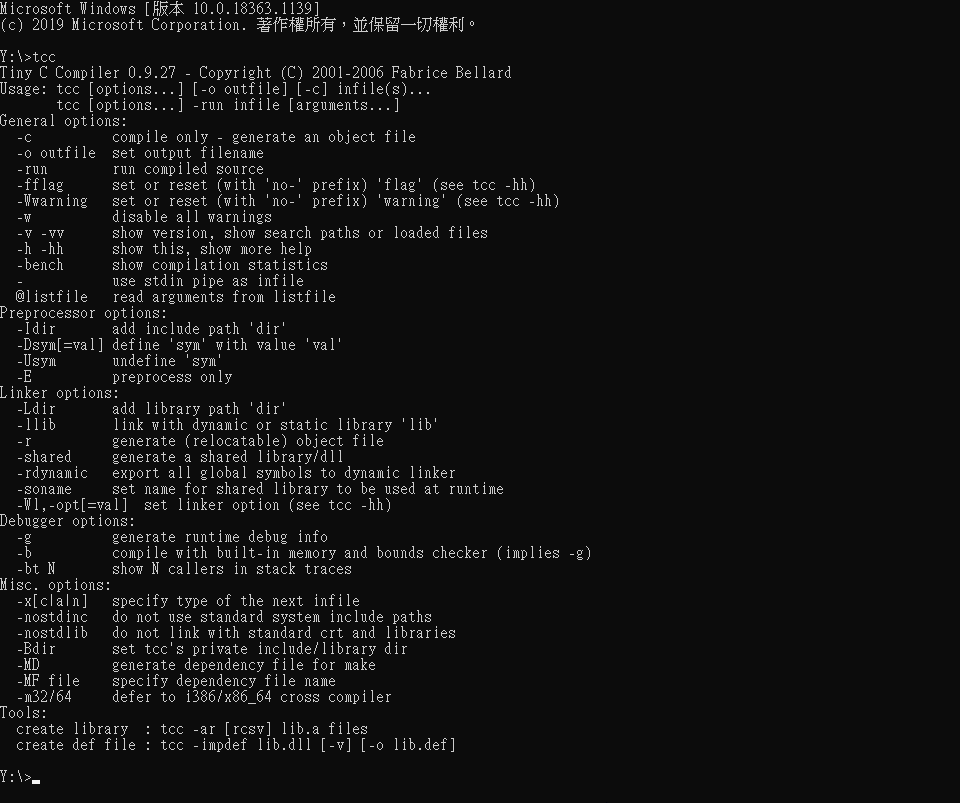 Microsoft Windows [版本 10.0.18363.1139]
(c) 2019 Microsoft Corporation. 著作權所有，並保留一切權利。
Y:\>tcc
Tiny C Compiler 0.9.27 - Copyright (C) 2001-2006 Fabrice Bellard
Usage: tcc [options...] [-o outfile] [-c] infile(s)...
       tcc [options...] -run infile [arguments...]
General options:
  -c          compile only - generate an object file
  -o outfile  set output filename
  -run        run compiled source
  -fflag      set or reset (with 'no-' prefix) 'flag' (see tcc -hh)
  -Wwarning   set or reset (with 'no-' prefix) 'warning' (see tcc -hh)
  -w          disable all warnings
  -v -vv      show version, show search paths or loaded files
  -h -hh      show this, show more help
  -bench      show compilation statistics
  -           use stdin pipe as infile
  @listfile   read arguments from listfile
Preprocessor options:
  -Idir       add include path 'dir'
  -Dsym[=val] define 'sym' with value 'val'
  -Usym       undefine 'sym'
  -E          preprocess only
Linker options:
  -Ldir       add library path 'dir'
  -llib       link with dynamic or static library 'lib'
  -r          generate (relocatable) object file
  -shared     generate a shared library/dll
  -rdynamic   export all global symbols to dynamic linker
  -soname     set name for shared library to be used at runtime
  -Wl,-opt[=val]  set linker option (see tcc -hh)
Debugger options:
  -g          generate runtime debug info
  -b          compile with built-in memory and bounds checker (implies -g)
  -bt N       show N callers in stack traces
Misc. options:
  -x[c|a|n]   specify type of the next infile
  -nostdinc   do not use standard system include paths
  -nostdlib   do not link with standard crt and libraries
  -Bdir       set tcc's private include/library dir
  -MD         generate dependency file for make
  -MF file    specify dependency file name
  -m32/64     defer to i386/x86_64 cross compiler
Tools:
  create library  : tcc -ar [rcsv] lib.a files
  create def file : tcc -impdef lib.dll [-v] [-o lib.def]
Y:\>